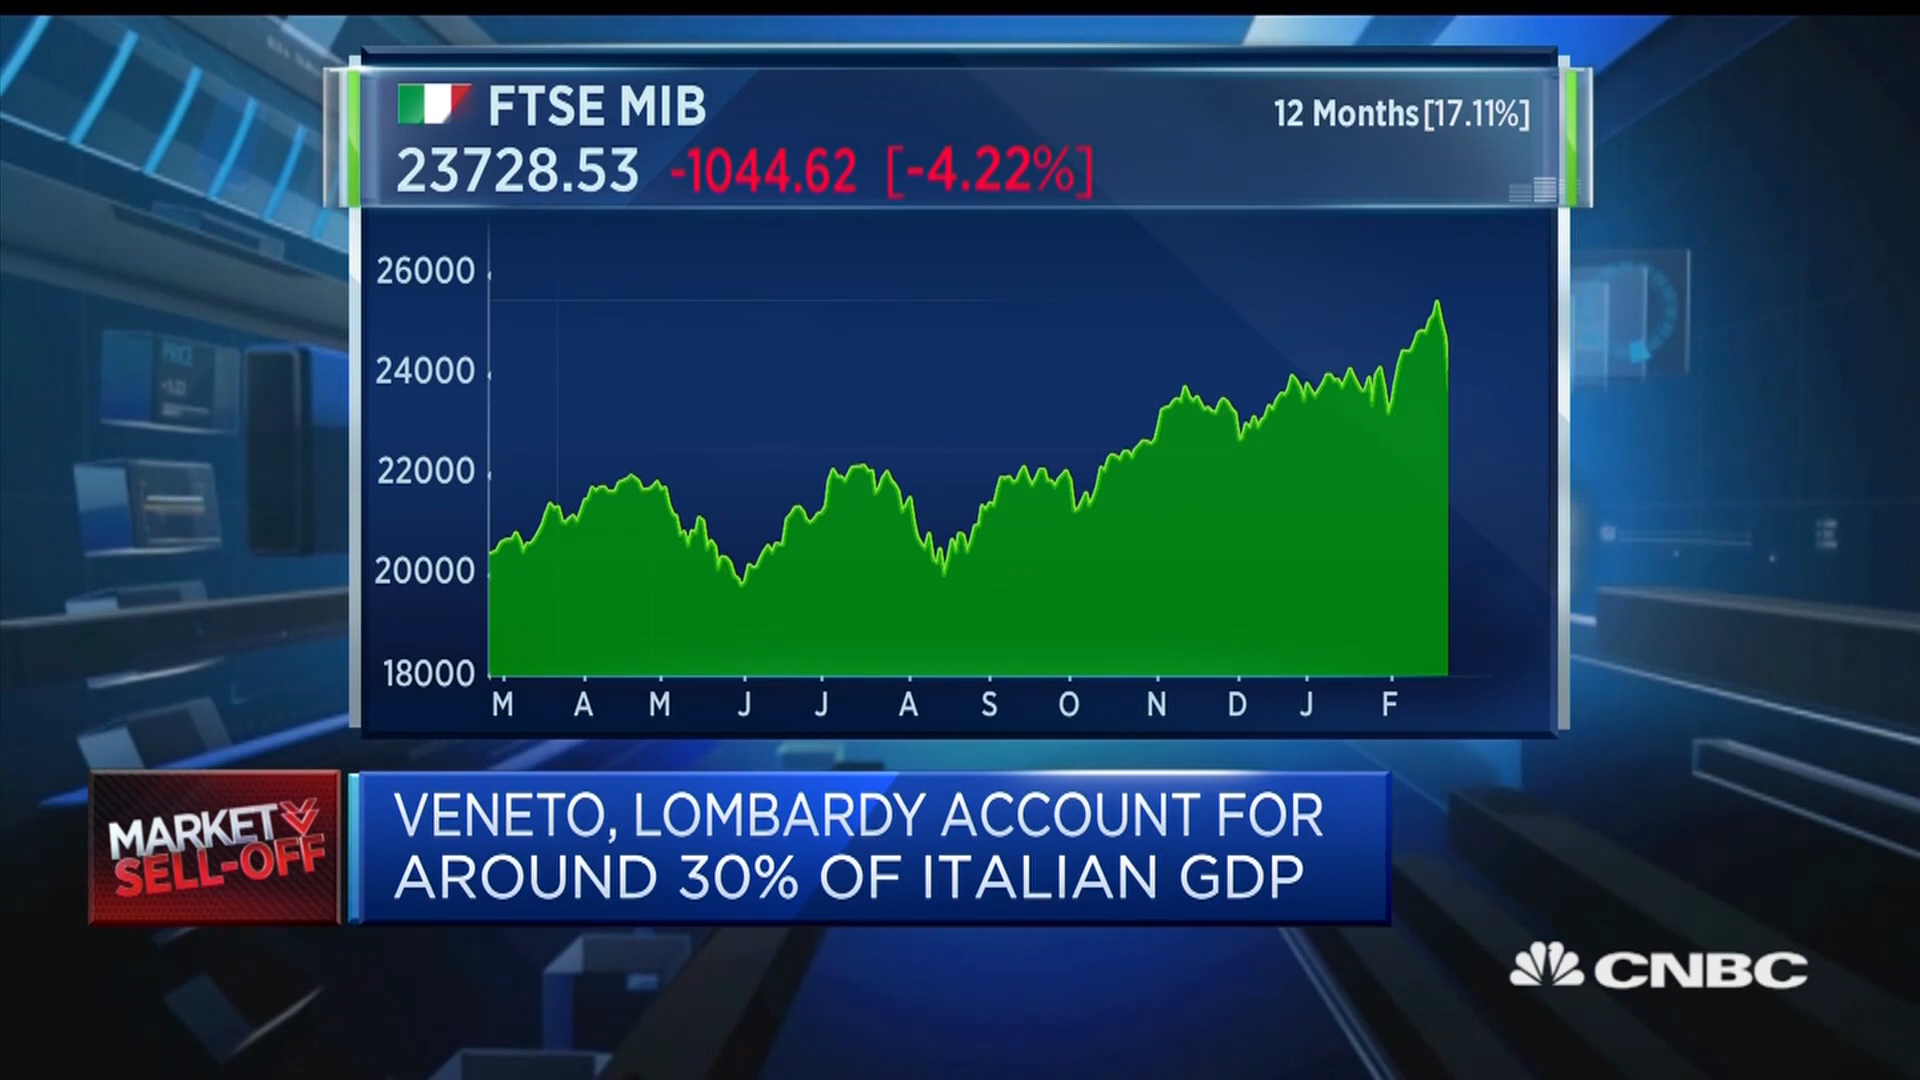 FTSE MIB
12 Months[17.11%]
23728.53 -1044.62 [-4.22%]
26000
24000
22000
20000
18000
M A M J J A S O N D J F
MARKET
SELL-OFF
VENETO, LOMBARDY ACCOUNT FOR
AROUND 30% OF ITALIAN GDP
CNBC
PRICE